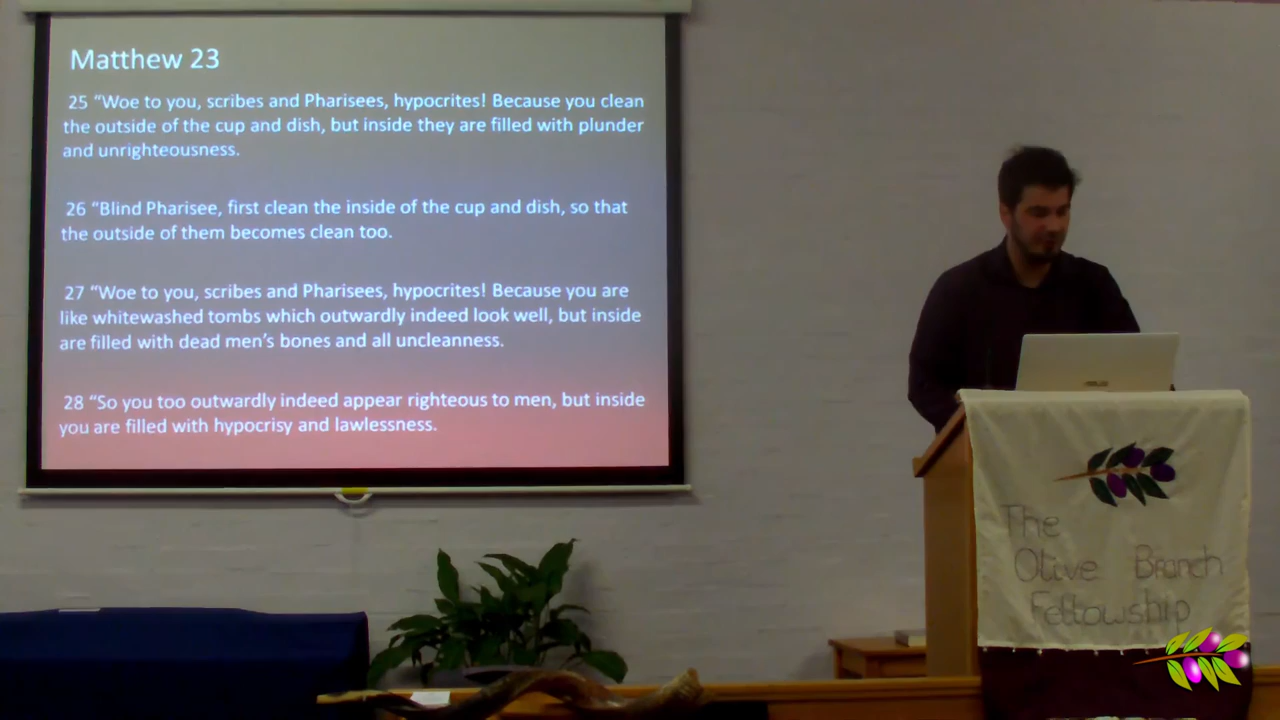 Matthew 23
25 “Woe to you, scribes and Pharisees, hypocrites! Because you clean
the outside of the cup and dish, but inside they are filled with plunder
and unrighteousness.
26 “Blind Pharisee, first clean the inside of the cup and dish, so that
the outside of them becomes clean too.
27 “Woe to you, scribes and Pharisees, hypocrites! Because you are
like whitewashed tombs which outwardly indeed look well, but inside
are filled with dead men’s bones and all uncleanness.
28 “So you too outwardly indeed appear righteous to men, but inside
you are filled with hypocrisy and lawlessness.
ASUS
The
Olive Branch
Fellowship